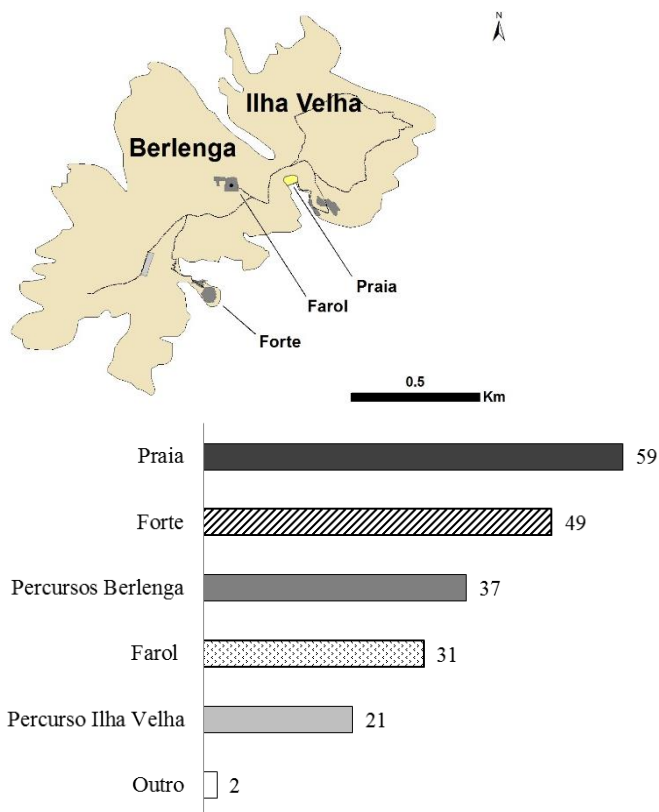 N
Ilha Velha
Berlenga
Praia
Farol
Forte
0.5
Km
Praia 59
Forte 49
Percursos Berlenga 37
Farol 31
Percurso Ilha Velha 21
Outro 2